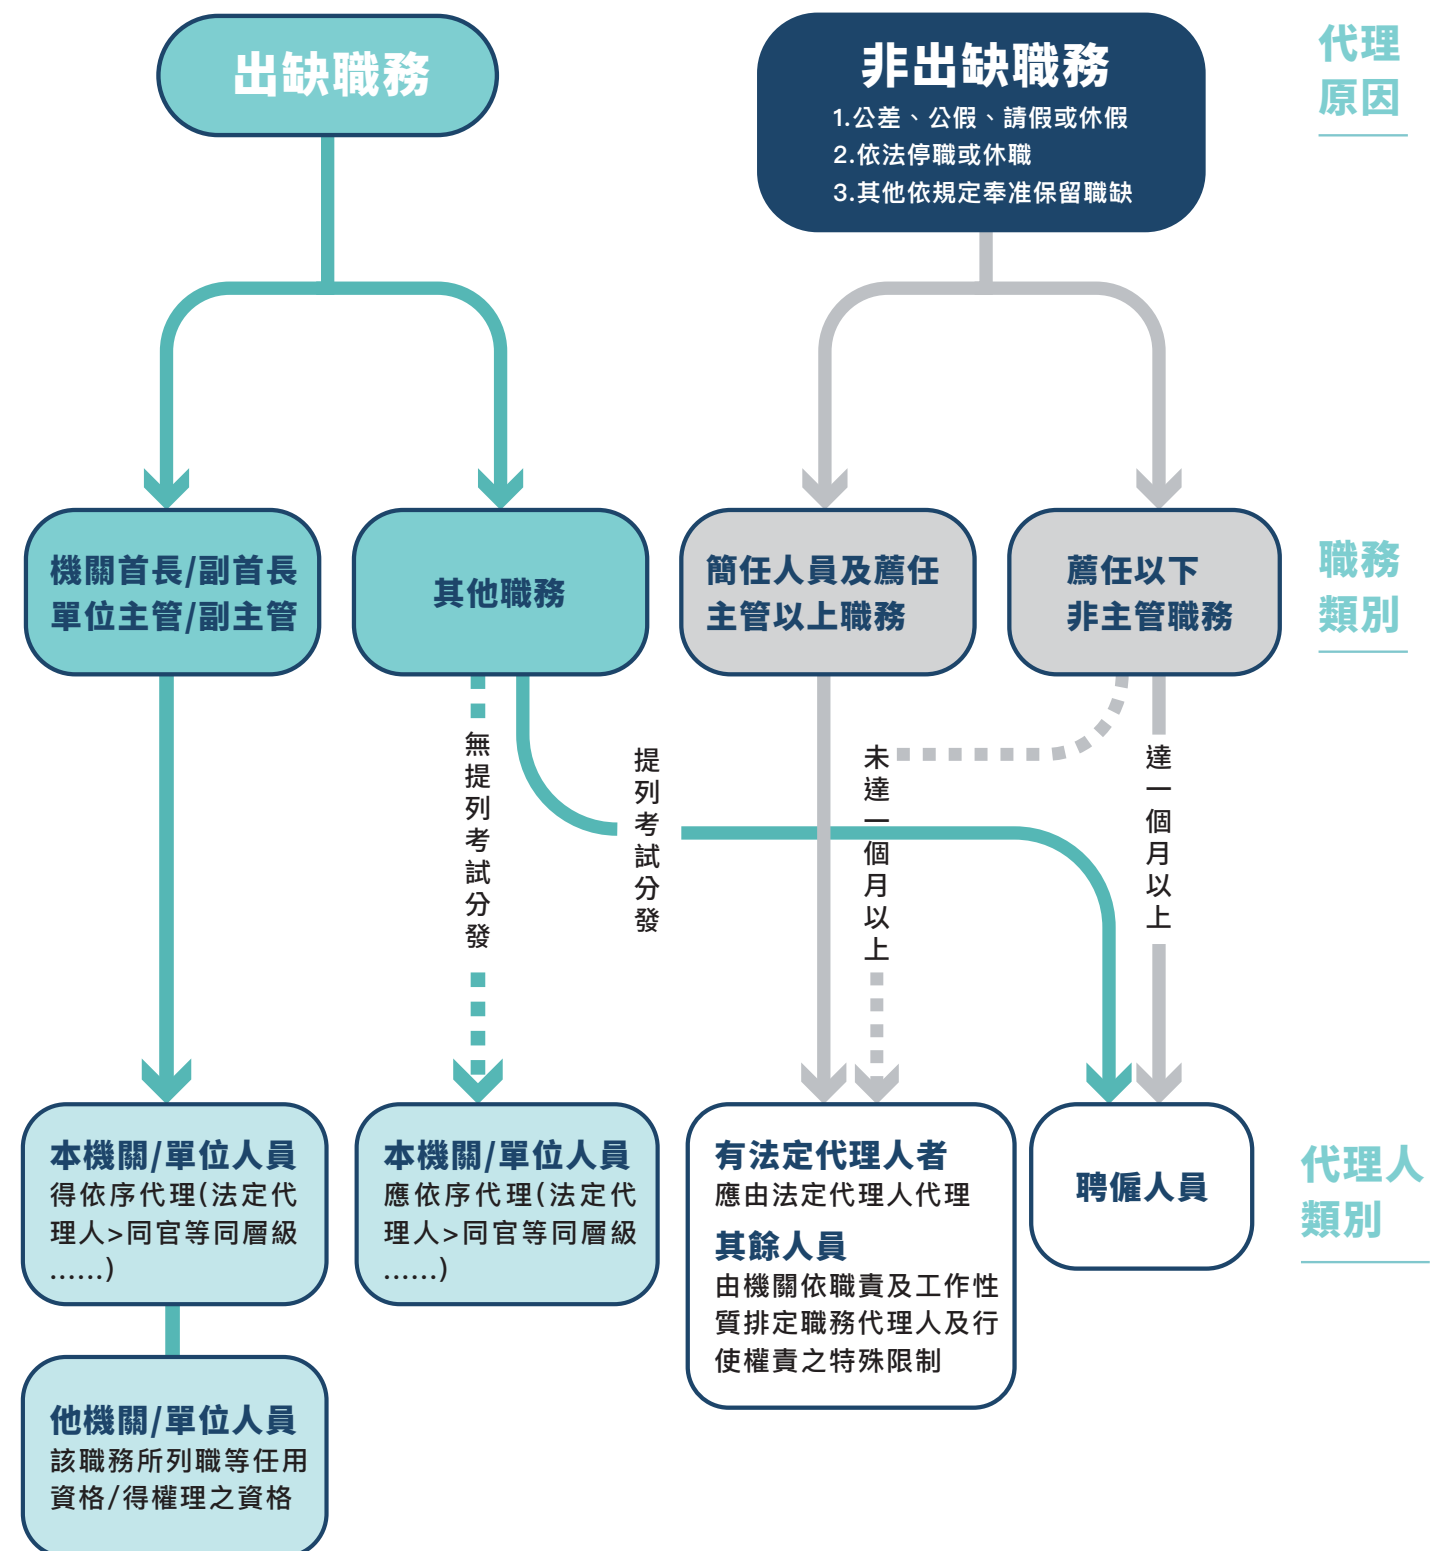 出缺職務
非出缺職務
1.公差、公假、請假或休假
2.依法停職或休職
3.其他依規定奉准保留職缺
代理
原因
機關首長/副首長
單位主管/副主管
其他職務
簡任人員及薦任
主管以上職務
薦任以下
非主管職務
職務
類別
無提列考試分發
提列考試分發
未達一個月以上
達一個月以上
本機關/單位人員
得依序代理(法定代
理人>同官等同層級
......)
本機關/單位人員
應依序代理(法定代
理人>同官等同層級
......)
有法定代理人者
應由法定代理人代理
其餘人員
由機關依職責及工作性
質排定職務代理人及行
使權責之特殊限制
聘僱人員
代理人
類別
他機關/單位人員
該職務所列職等任用
資格/得權理之資格